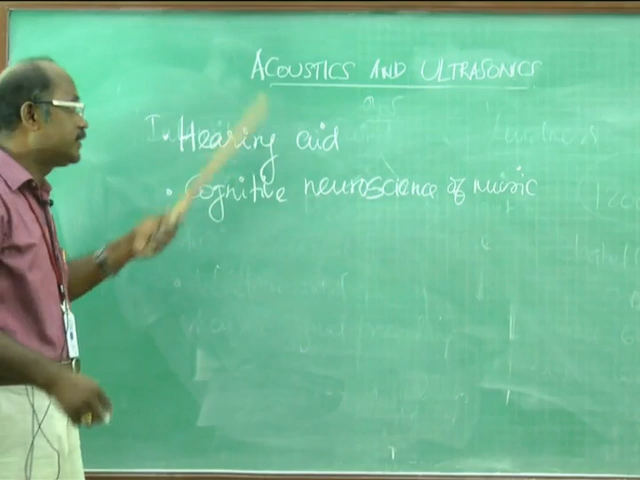 ACOUSTICS AND ULTRASONICS
• Hearing aid
• Cognitive neuroscience of music